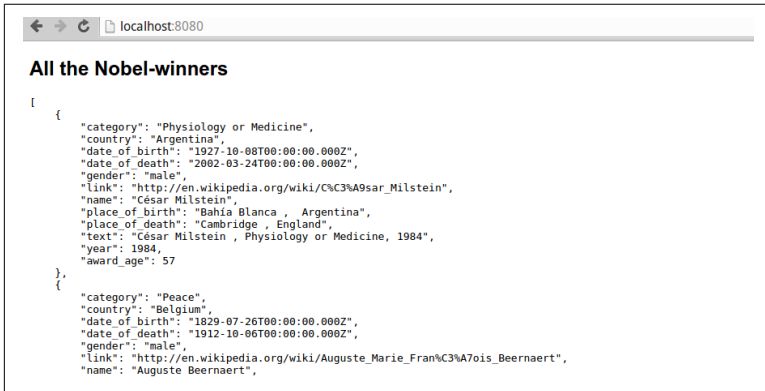 localhost:8080
All the Nobel-winners
[
    {
        "category": "Physiology or Medicine",
        "country": "Argentina",
        "date_of_birth": "1927-10-08T00:00:00.000Z",
        "date_of_death": "2002-03-24T00:00:00.000Z",
        "gender": "male",
        "link": "http://en.wikipedia.org/wiki/C%C3%A9sar_Milstein",
        "name": "César Milstein",
        "place_of_birth": "Bahía Blanca ,  Argentina",
        "place_of_death": "Cambridge , England",
        "text": "César Milstein , Physiology or Medicine, 1984",
        "year": 1984,
        "award_age": 57
    },
    {
        "category": "Peace",
        "country": "Belgium",
        "date_of_birth": "1829-07-26T00:00:00.000Z",
        "date_of_death": "1912-10-06T00:00:00.000Z",
        "gender": "male",
        "link": "http://en.wikipedia.org/wiki/Auguste_Marie_Fran%C3%A7ois_Beernaert",
        "name": "Auguste Beernaert",